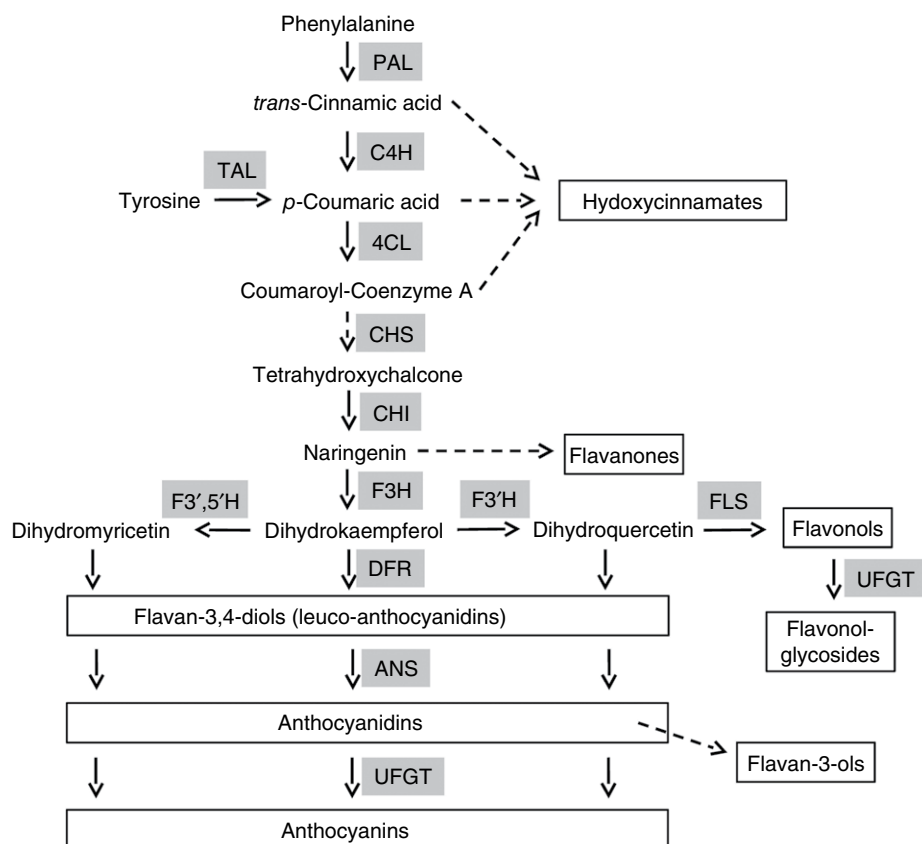 Phenylalanine
PAL
trans-Cinnamic acid
C4H
TAL
Tyrosine
p-Coumaric acid
Hydoxycinnamates
4CL
Coumaroyl-Coenzyme A
CHS
Tetrahydroxychalcone
CHI
Naringenin
Flavanones
F3′,5′H
F3H
F3′H
FLS
Dihydromyricetin
Dihydrokaempferol
Dihydroquercetin
Flavonols
DFR
UFGT
Flavan-3,4-diols (leuco-anthocyanidins)
Flavonol-
glycosides
ANS
Anthocyanidins
Flavan-3-ols
UFGT
Anthocyanins